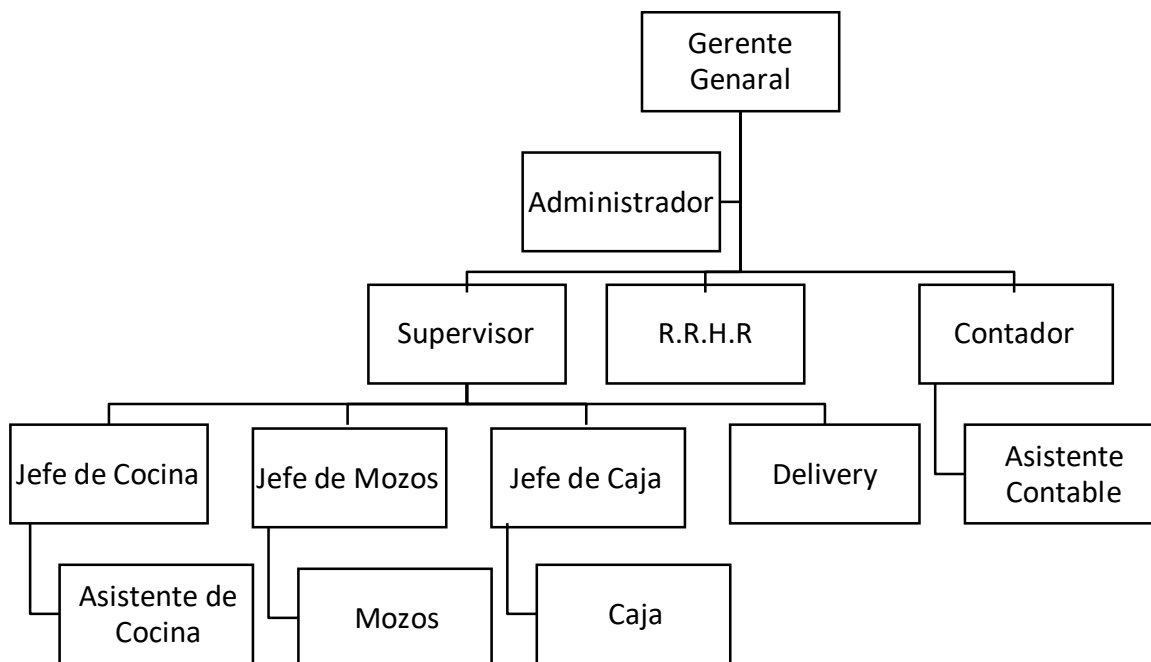 Gerente
Genaral
Administrador
Supervisor
R.R.H.R
Contador
Jefe de Cocina
Jefe de Mozos
Jefe de Caja
Delivery
Asistente
Contable
Asistente de
Cocina
Mozos
Caja